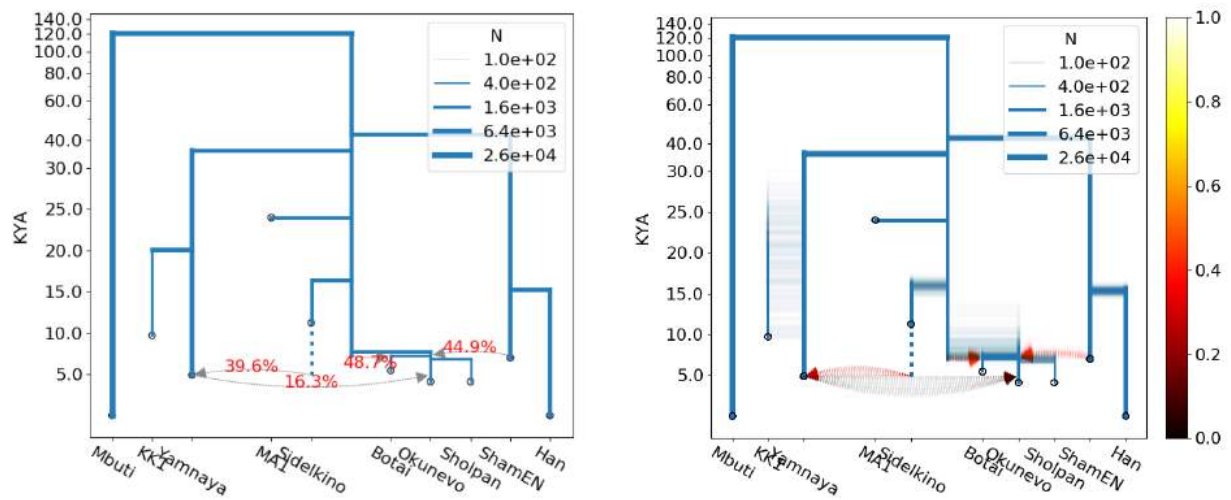 140.0
120.0
100.0
80.0
60.0
40.0
30.0
25.0
20.0
15.0
10.0
5.0
KYA
N
1.0e+02
4.0e+02
1.6e+03
6.4e+03
2.6e+04
39.6%
16.3%
48.7%
44.9%
Mbuti
KK1
Yamnaya
MA1
Sidelkino
Botai
Okunevo
Sholpan
ShamEN
Han
140.0
120.0
100.0
80.0
60.0
40.0
30.0
25.0
20.0
15.0
10.0
5.0
KYA
N
1.0e+02
4.0e+02
1.6e+03
6.4e+03
2.6e+04
Mbuti
KK1
Yamnaya
MA1
Sidelkino
Botai
Okunevo
Sholpan
ShamEN
Han
1.0
0.8
0.6
0.4
0.2
0.0